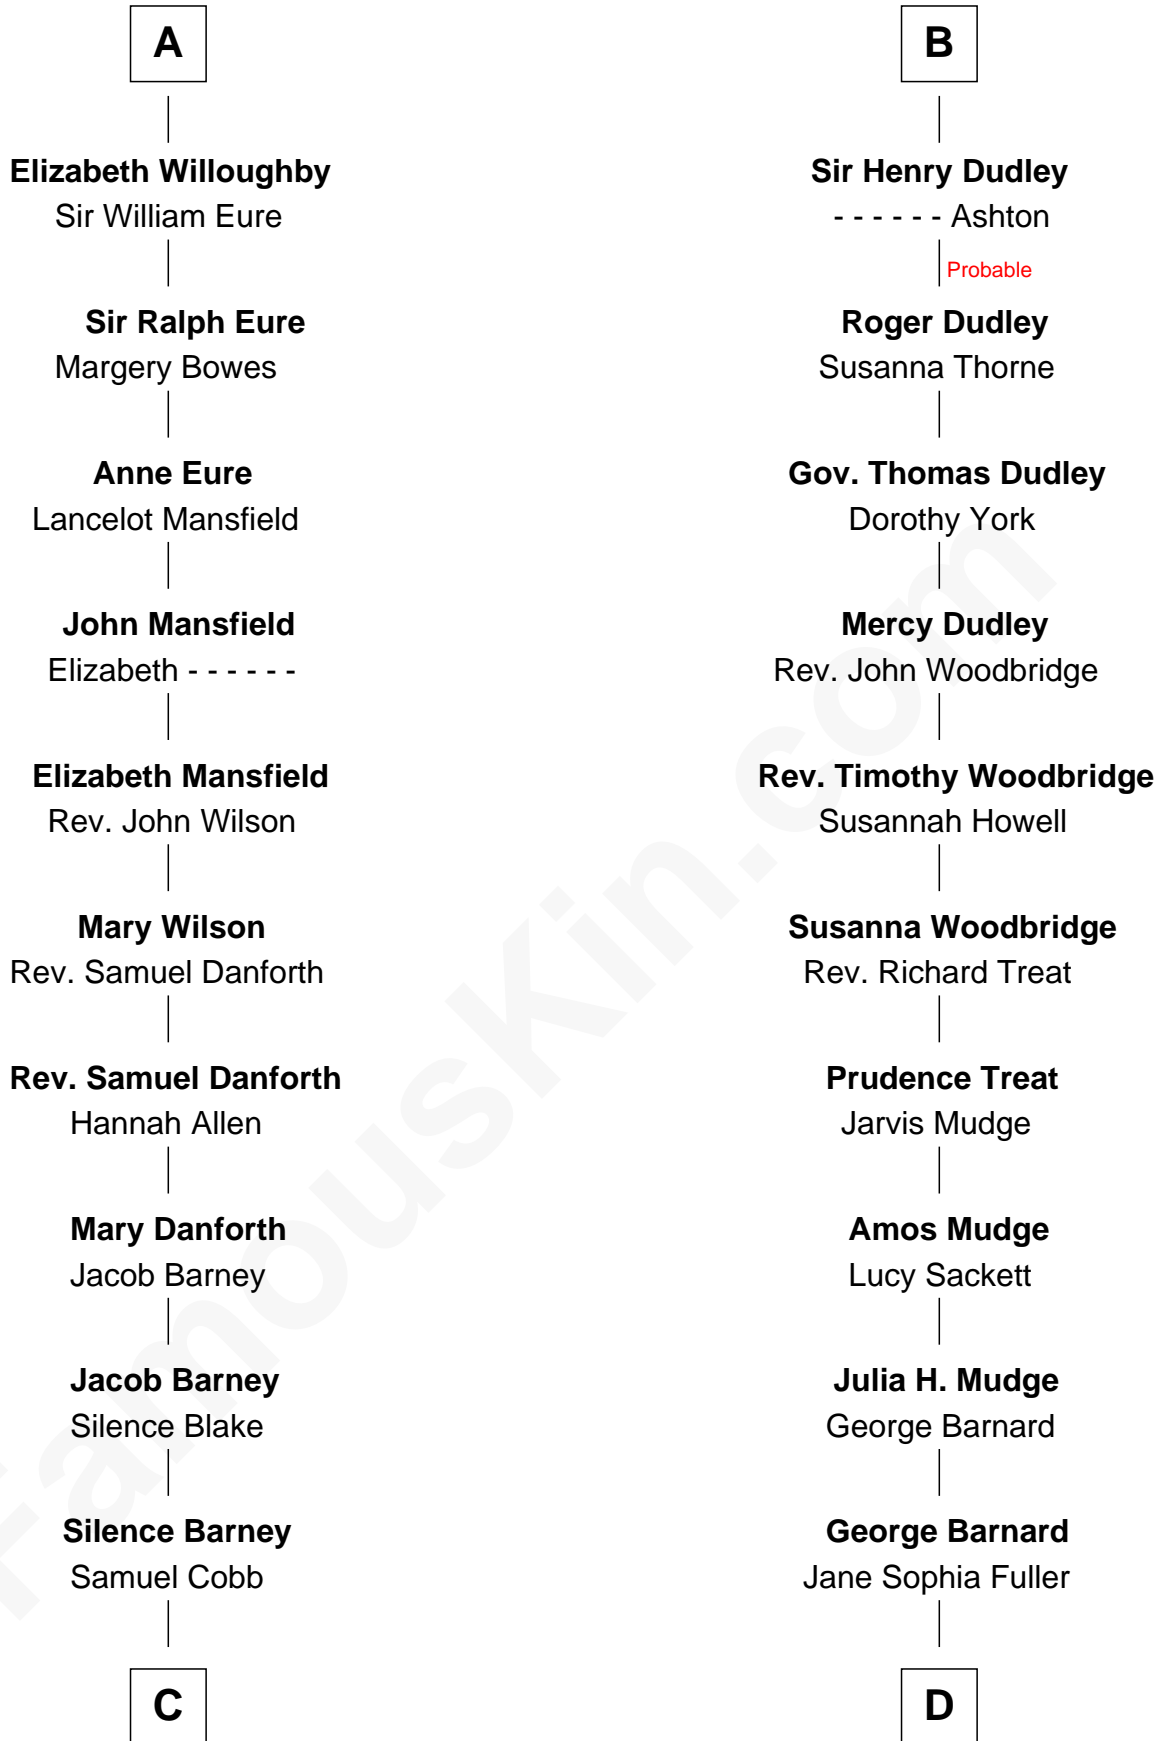 A
Elizabeth Willoughby
Sir William Eure
Sir Ralph Eure
Margery Bowes
Anne Eure
Lancelot Mansfield
John Mansfield
Elizabeth - - - - - -
Elizabeth Mansfield
Rev. John Wilson
Mary Wilson
Rev. Samuel Danforth
Rev. Samuel Danforth
Hannah Allen
Mary Danforth
Jacob Barney
Jacob Barney
Silence Blake
Silence Barney
Samuel Cobb
C
B
Sir Henry Dudley
- - - - - - Ashton
Probable
Roger Dudley
Susanna Thorne
Gov. Thomas Dudley
Dorothy York
Mercy Dudley
Rev. John Woodbridge
Rev. Timothy Woodbridge
Susannah Howell
Susanna Woodbridge
Rev. Richard Treat
Prudence Treat
Jarvis Mudge
Amos Mudge
Lucy Sackett
Julia H. Mudge
George Barnard
George Barnard
Jane Sophia Fuller
D
FamousKin.com